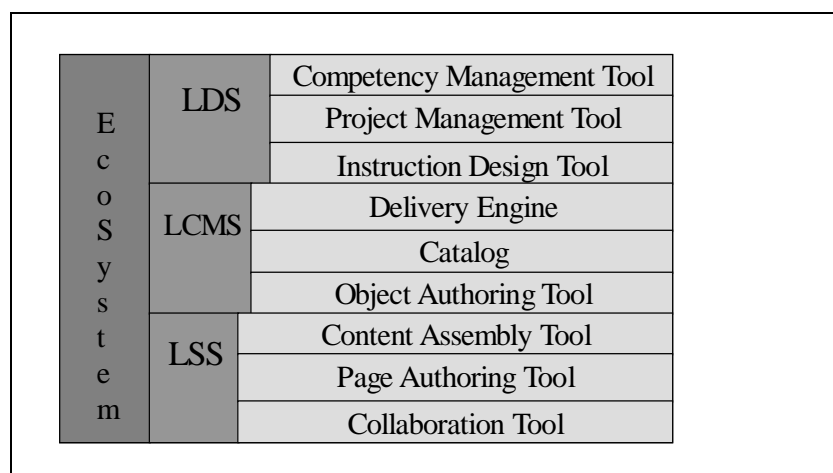 EcoSystem
LDS
Competency Management Tool
Project Management Tool
Instruction Design Tool
LCMS
Delivery Engine
Catalog
Object Authoring Tool
LSS
Content Assembly Tool
Page Authoring Tool
Collaboration Tool